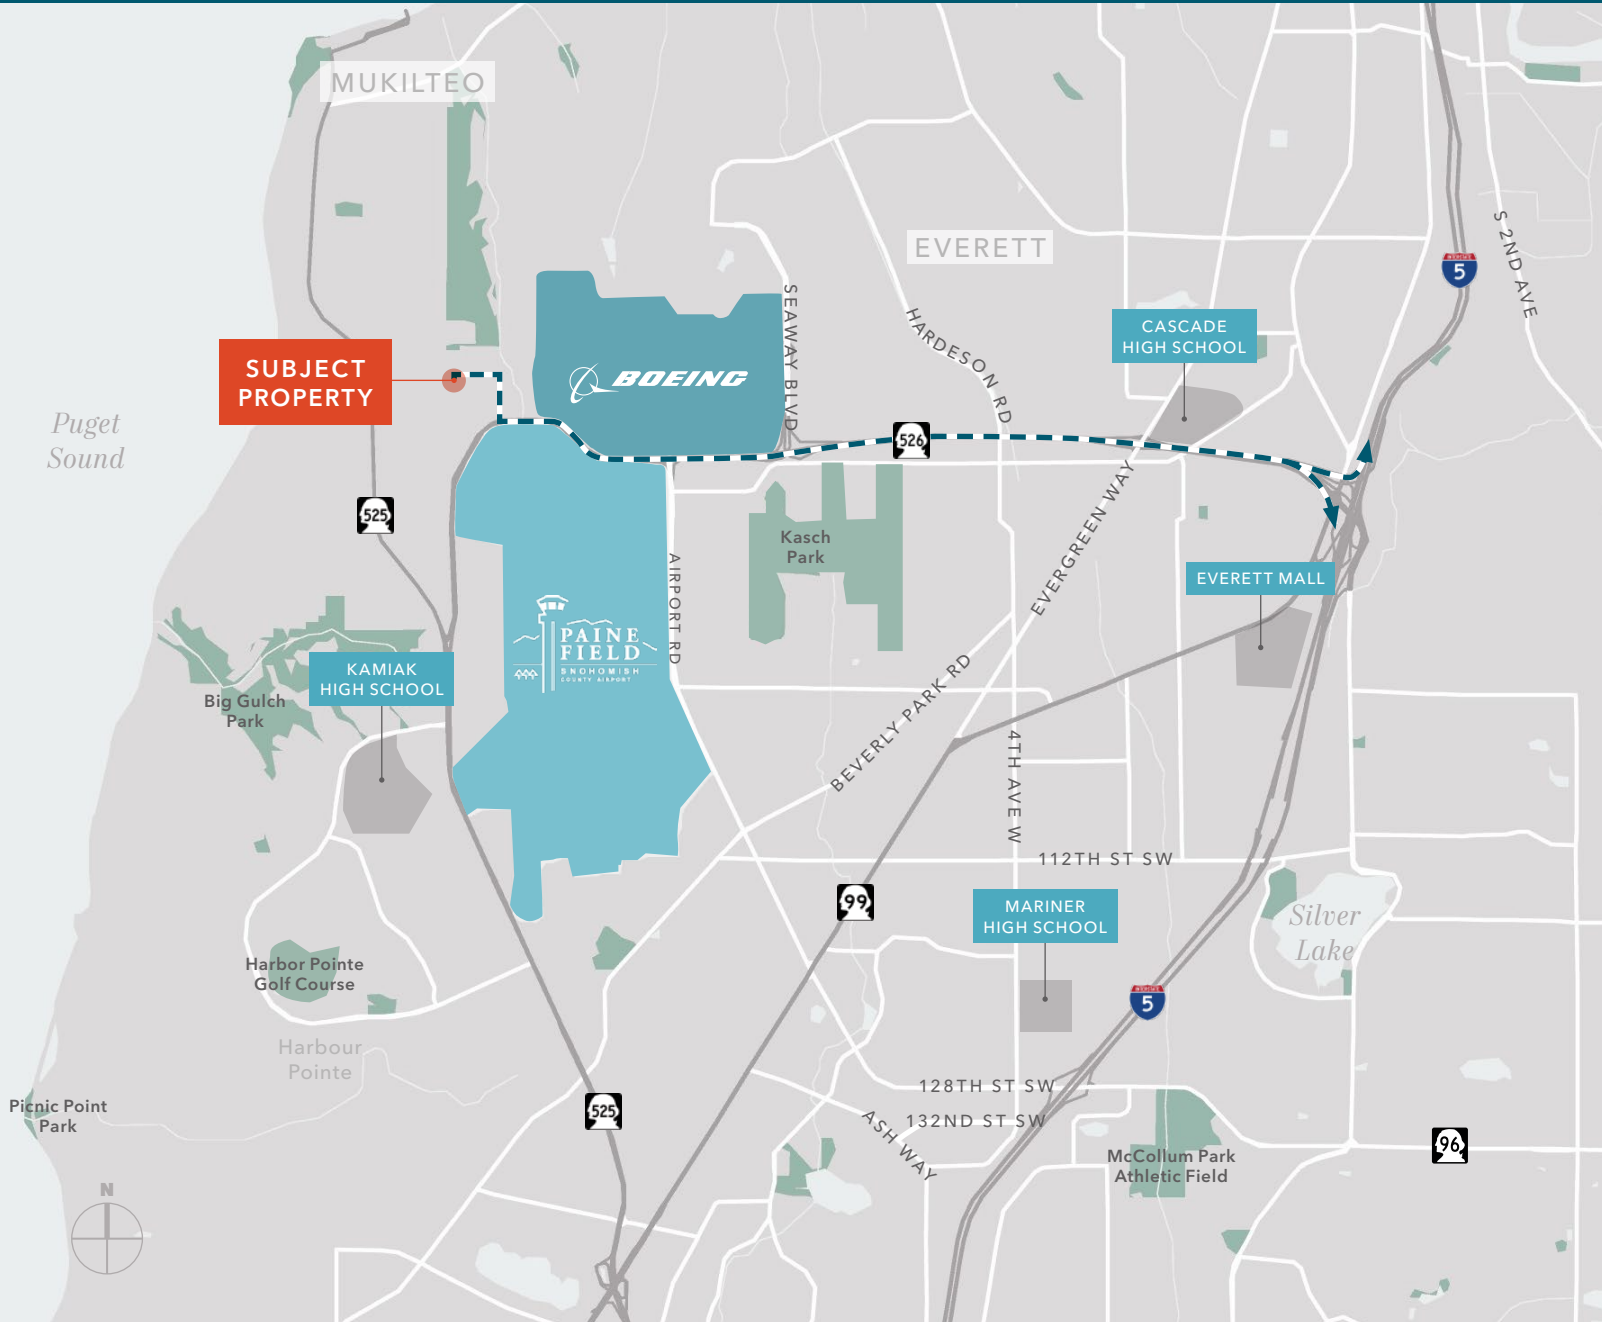 MUKILTEO
EVERETT
S 2ND AVE
5
SEAWAY BLVD
HARDESON RD
CASCADE
HIGH SCHOOL
SUBJECT
PROPERTY
BOEING
Puget
Sound
526
525
EVERGREEN WAY
Kasch
Park
AIRPORT RD
EVERETT MALL
PAINE
FIELD
SNOHOMISH
COUNTY AIRPORT
KAMIAK
HIGH SCHOOL
Big Gulch
Park
BEVERLY PARK RD
4TH AVE W
112TH ST SW
99
MARINER
HIGH SCHOOL
Silver
Lake
Harbor Pointe
Golf Course
5
Harbour
Pointe
128TH ST SW
132ND ST SW
ASH WAY
Picnic Point
Park
525
McCollum Park
Athletic Field
96
N